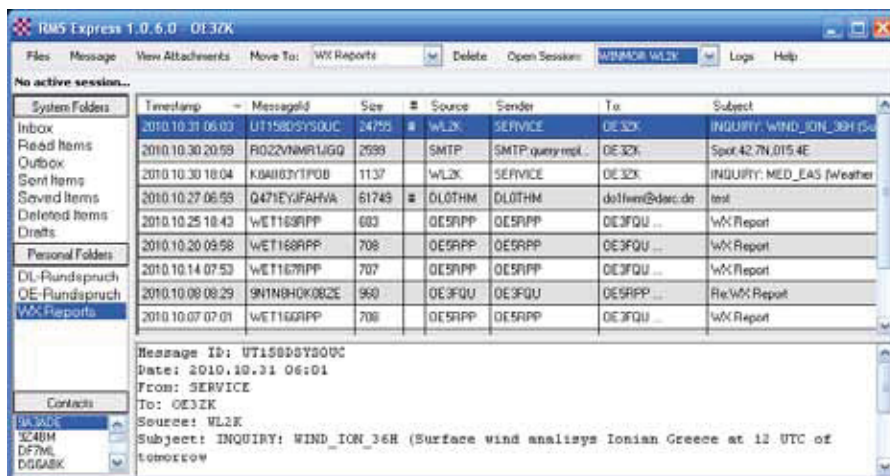 RMS Express 1.0.6.0 - OE3ZK
Files Message View Attachments Move To: WX Reports Delete Open Session: WINMOR WL2K Logs Help
No active session...
System Folders
Inbox
Read Items
Outbox
Sent Items
Saved Items
Deleted Items
Drafts
Personal Folders
DL-Rundspruch
OE-Rundspruch
WX Reports
Contacts
9A3ADE
9Z4BM
DF7ML
DG6ABK
Timestamp MessageId Size # Source Sender To: Subject
2010.10.31 06:03 UT158DSYSOUC 24755 # WL2K SERVICE OE3ZK INQUIRY: WIND_ION_36H (Su
2010.10.30 20:59 2599 SMTP SMTP:query-repl... OE3ZK Spot:42.7N,015.4E
2010.10.30 18:04 1137 WL2K SERVICE OE3ZK INQUIRY: MED_EAS (Weather
2010.10.27 06:59 Q471EYJFAHVA 61749 # DL0THM DL0THM test
2010.10.25 18:43 WET169RPP 683 OE5RPP OE5RPP OE3FQU ... WX Report
2010.10.20 09:58 WET168RPP 708 OE5RPP OE5RPP OE3FQU ... WX Report
2010.10.14 07:53 WET167RPP 707 OE5RPP OE5RPP OE3FQU ... WX Report
2010.10.08 08:29 9N1N8HOK0BZE 960 OE3FQU OE3FQU OE5RPP ... Re:WX Report
2010.10.07 07:01 WET166RPP 708 OE5RPP OE5RPP OE3FQU ... WX Report
Message ID: UT158DSYSOUC
Date: 2010.10.31 06:01
From: SERVICE
To: OE3ZK
Source: WL2K
Subject: INQUIRY: WIND_ION_36H (Surface wind analisys Ionian Greece at 12 UTC of
tomorrow